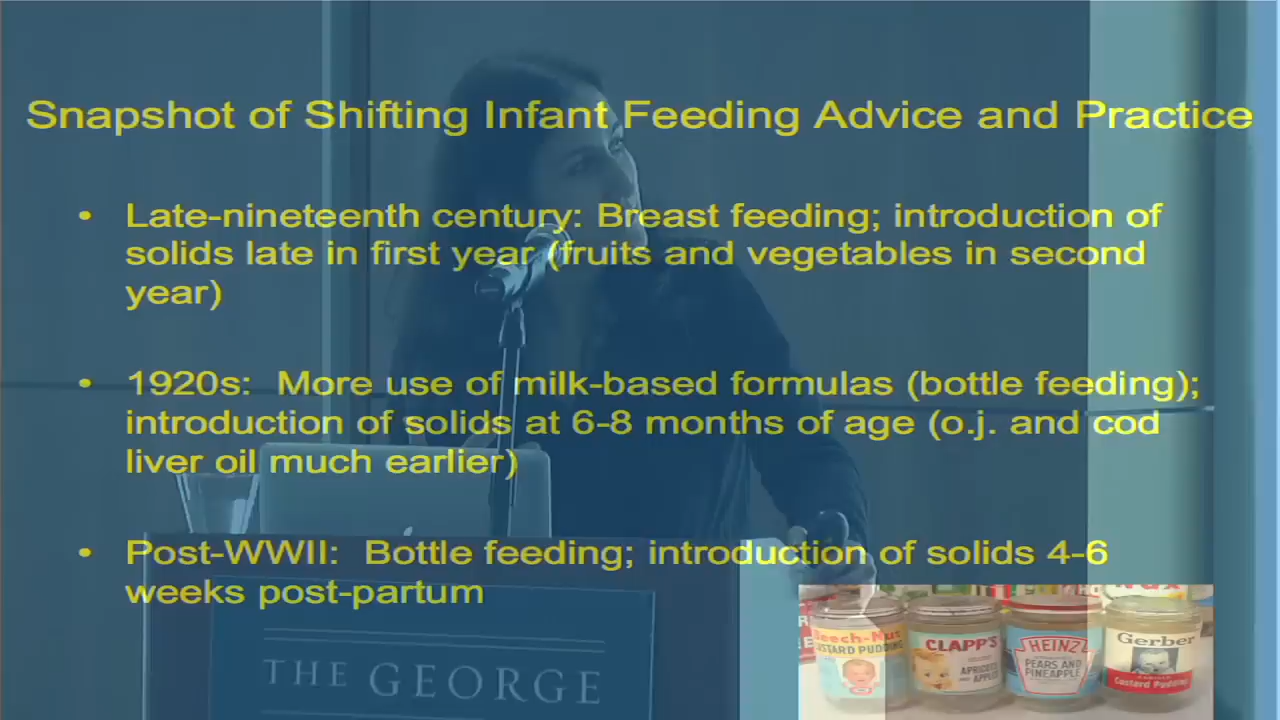 Snapshot of Shifting Infant Feeding Advice and Practice
• Late-nineteenth century: Breast feeding; introduction of
solids late in first year (fruits and vegetables in second
year)
• 1920s: More use of milk-based formulas (bottle feeding);
introduction of solids at 6-8 months of age (o.j. and cod
liver oil much earlier)
• Post-WWII: Bottle feeding; introduction of solids 4-6
weeks post-partum
THE GEORGE
Beech-Nut
CUSTARD PUDDING
CLAPP'S
APRICOTS
AND APPLES
HEINZ
PEARS AND
PINEAPPLE
Gerber
Custard Pudding